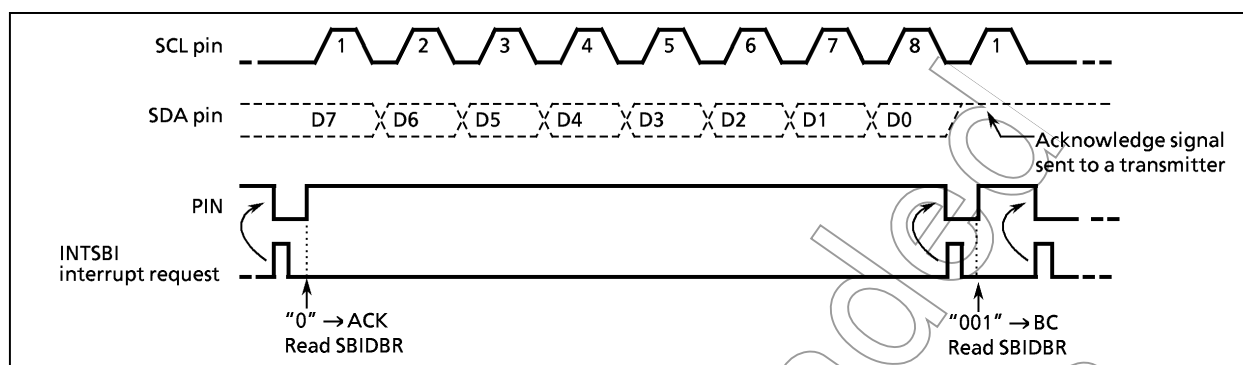 SCL pin
1 2 3 4 5 6 7 8 1
SDA pin
D7 D6 D5 D4 D3 D2 D1 D0
Acknowledge signal
sent to a transmitter
PIN
INTSBI
interrupt request
"0" → ACK
Read SBIDBR
"001" → BC
Read SBIDBR